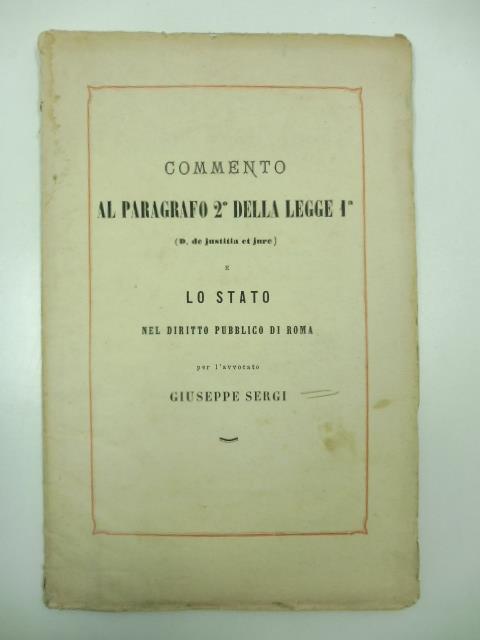 COMMENTO
AL PARAGRAFO 2º DELLA LEGGE 1ª
(D. de justitia et jure)
E
LO STATO
NEL DIRITTO PUBBLICO DI ROMA
per l'avvocato
GIUSEPPE SERGI